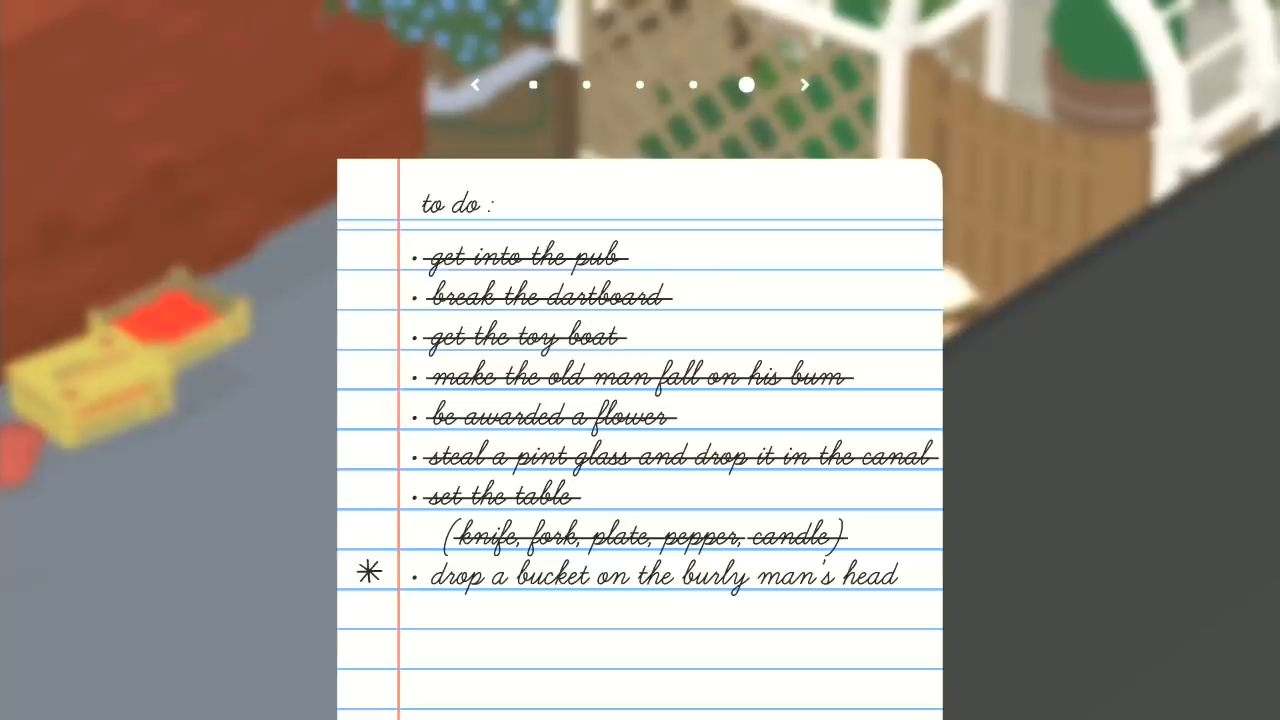 to do :
• get into the pub
• break the dartboard
• get the toy boat
• make the old man fall on his bum
• be awarded a flower
• steal a pint glass and drop it in the canal
• set the table
(knife, fork, plate, pepper, candle)
• drop a bucket on the burly man's head